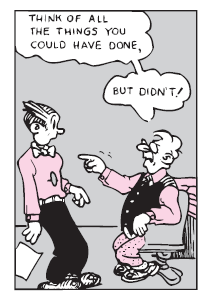 THINK OF ALL
THE THINGS YOU
COULD HAVE DONE,
BUT DIDN'T!